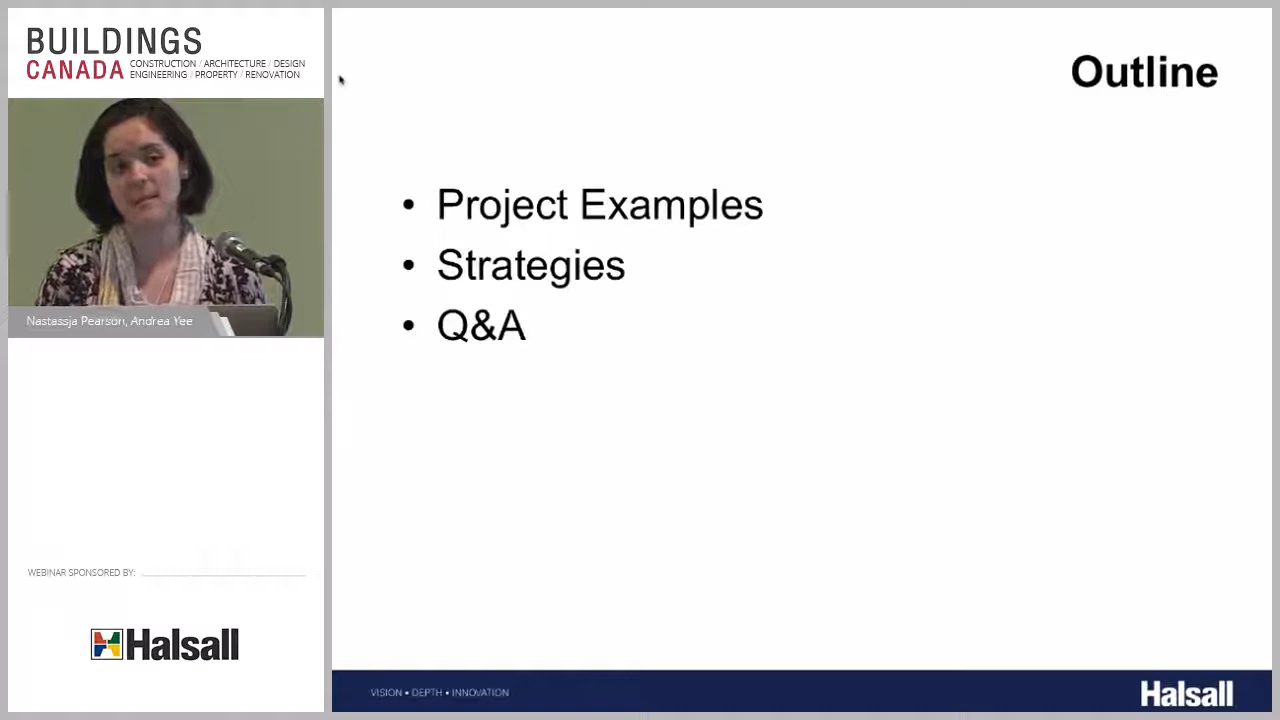 BUILDINGS
CANADA
CONSTRUCTION / ARCHITECTURE / DESIGN
ENGINEERING / PROPERTY / RENOVATION
Nastassja Pearson, Andrea Yee
WEBINAR SPONSORED BY:
Halsall
Outline
• Project Examples
• Strategies
• Q&A
VISION • DEPTH • INNOVATION
Halsall